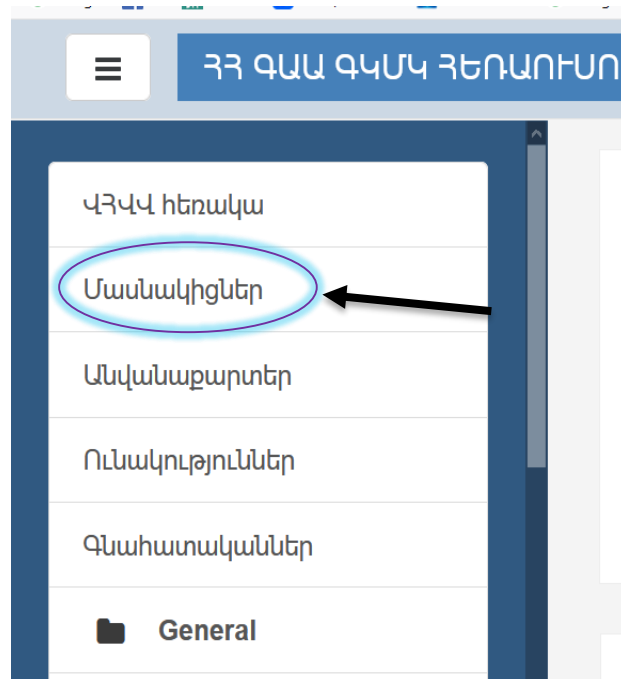 ՀՀ ԳԱԱ ԳԿՄԿ ՀԵՌԱՈՒՍՈ
ՎՀՎՎ հեռակա
Մասնակիցներ
Անվանաքարտեր
Ունակություններ
Գնահատականներ
General